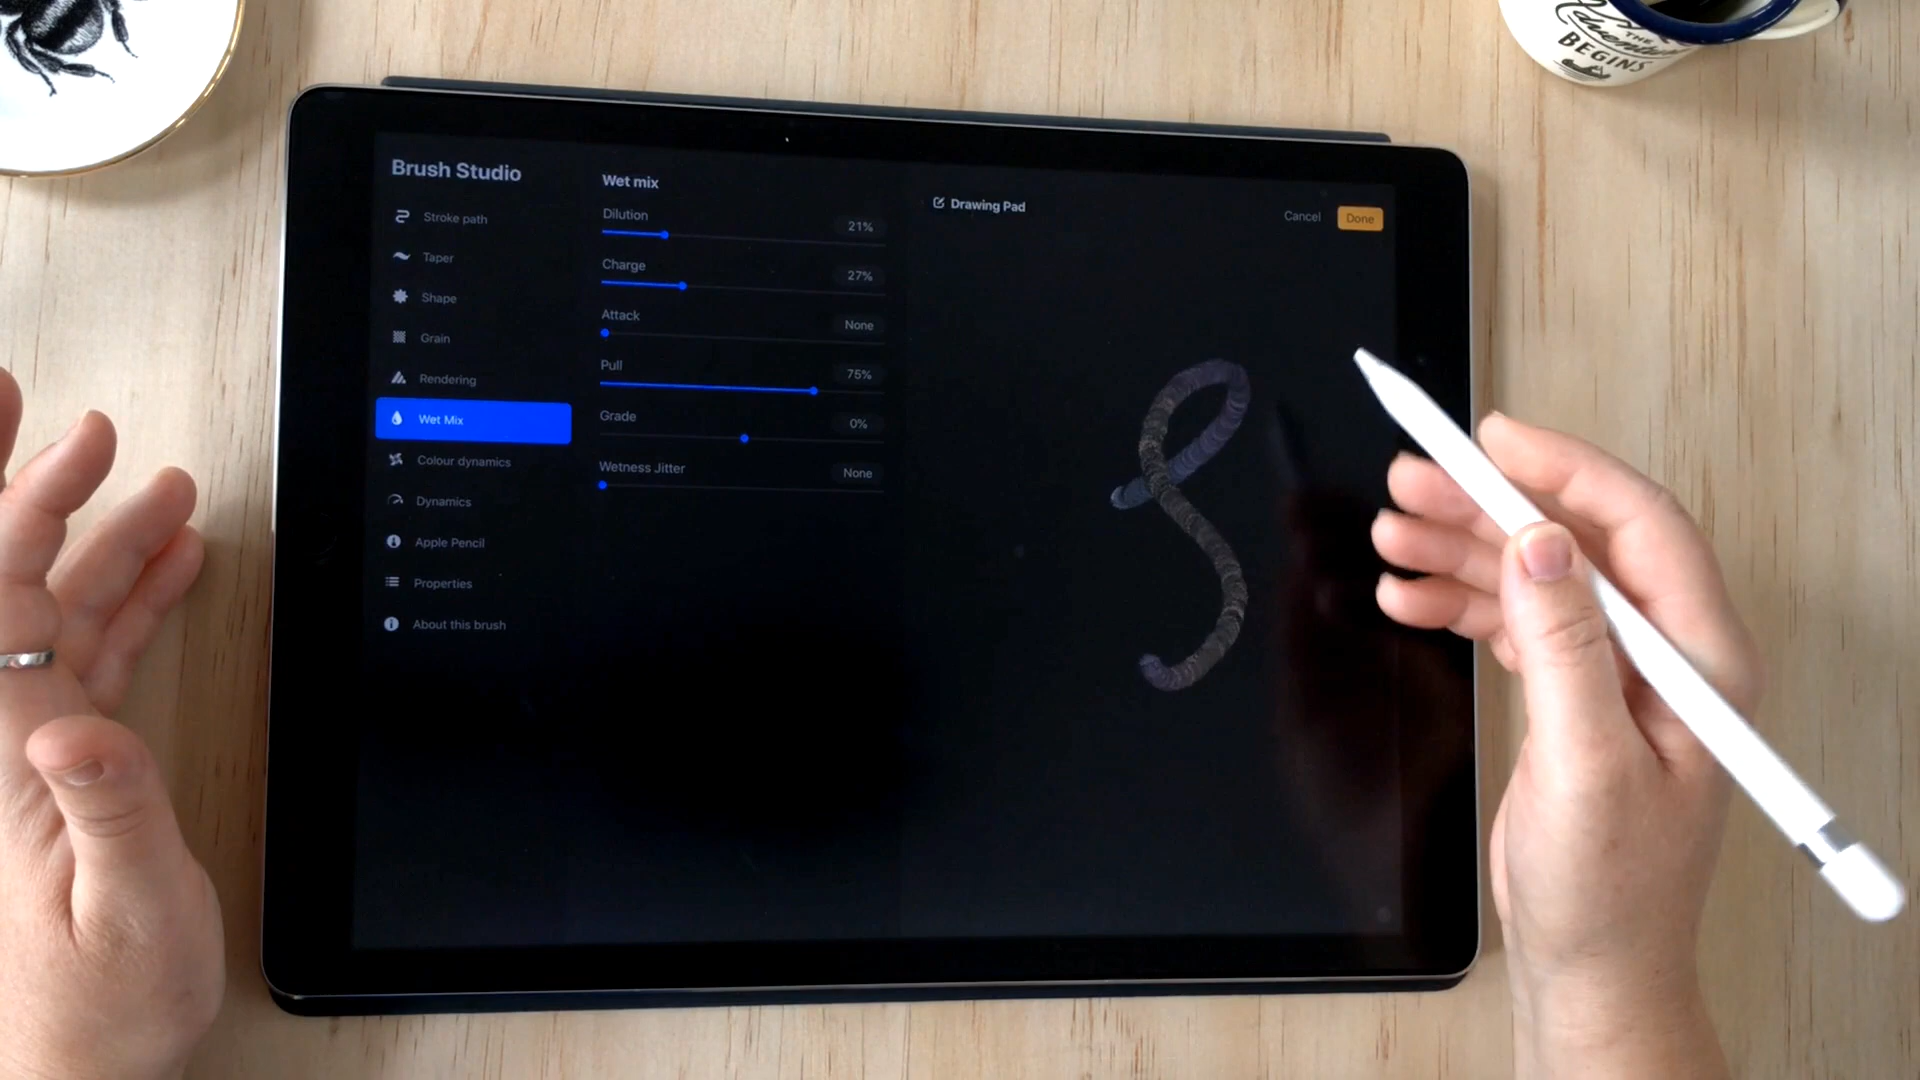 Adventure
THE
BEGINS
Brush Studio
Stroke path
Taper
Shape
Grain
Rendering
Wet Mix
Colour dynamics
Dynamics
Apple Pencil
Properties
About this brush
Wet mix
Dilution
21%
Charge
27%
Attack
None
Pull
75%
Grade
0%
Wetness Jitter
None
Drawing Pad
Cancel
Done